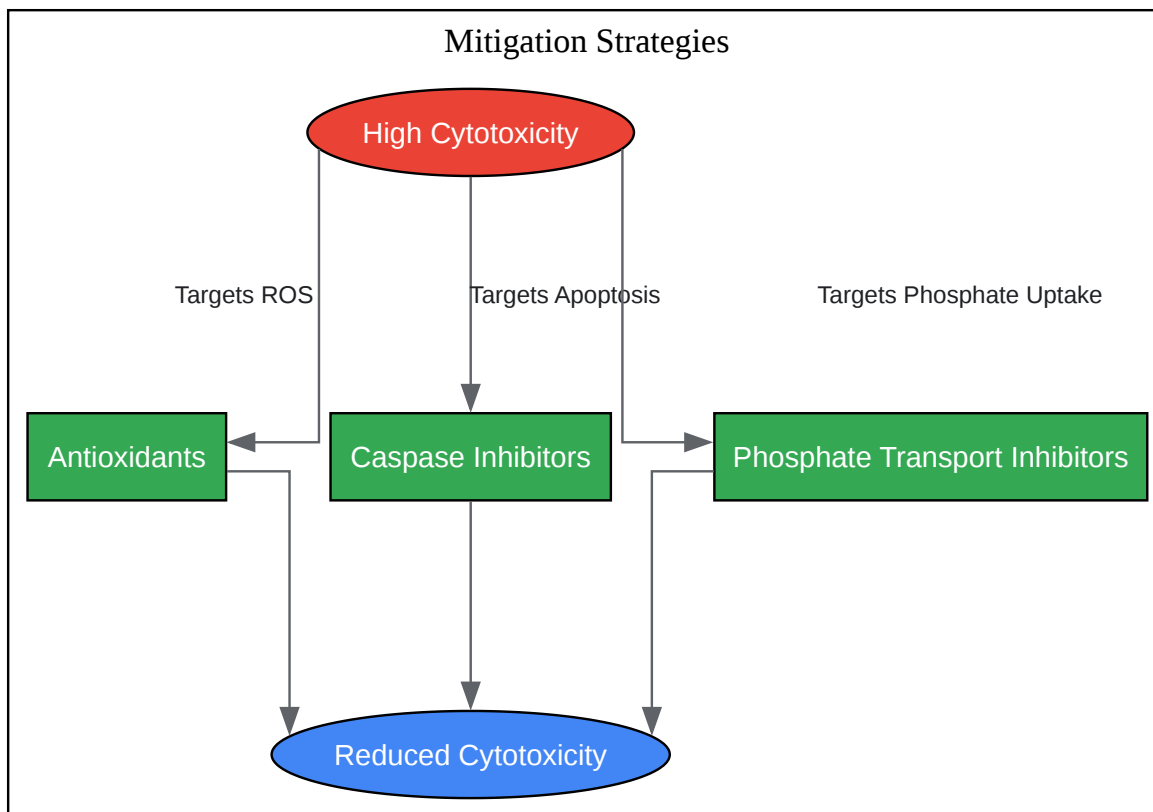 Mitigation Strategies
High Cytotoxicity
Targets ROS
Targets Apoptosis
Targets Phosphate Uptake
Antioxidants
Caspase Inhibitors
Phosphate Transport Inhibitors
Reduced Cytotoxicity